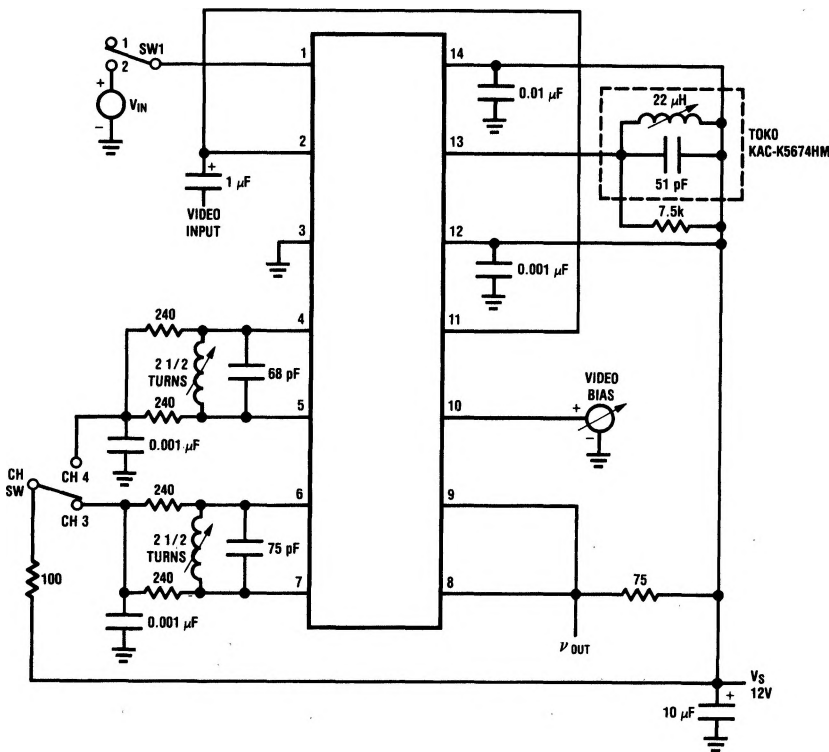 1
SW1
2
+
VIN
−
1
14
0.01 μF
22 μH
TOKO
KAC-K5674HM
2
13
51 pF
7.5k
+
1 μF
VIDEO
INPUT
3
12
0.001 μF
11
240
4
2 1/2
TURNS
68 pF
240
5
0.001 μF
VIDEO
BIAS
10
+
−
CH
SW
CH 4
CH 3
240
6
9
2 1/2
TURNS
75 pF
100
240
7
8
75
0.001 μF
ν OUT
VS
12V
+
10 μF